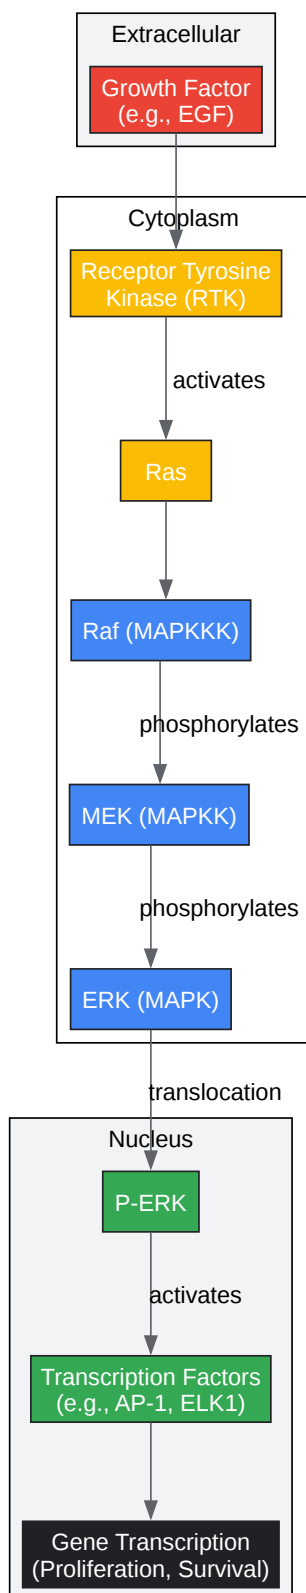 Extracellular
Growth Factor
(e.g., EGF)
Cytoplasm
Receptor Tyrosine
Kinase (RTK)
activates
Ras
Raf (MAPKKK)
phosphorylates
MEK (MAPKK)
phosphorylates
ERK (MAPK)
translocation
Nucleus
P-ERK
activates
Transcription Factors
(e.g., AP-1, ELK1)
Gene Transcription
(Proliferation, Survival)